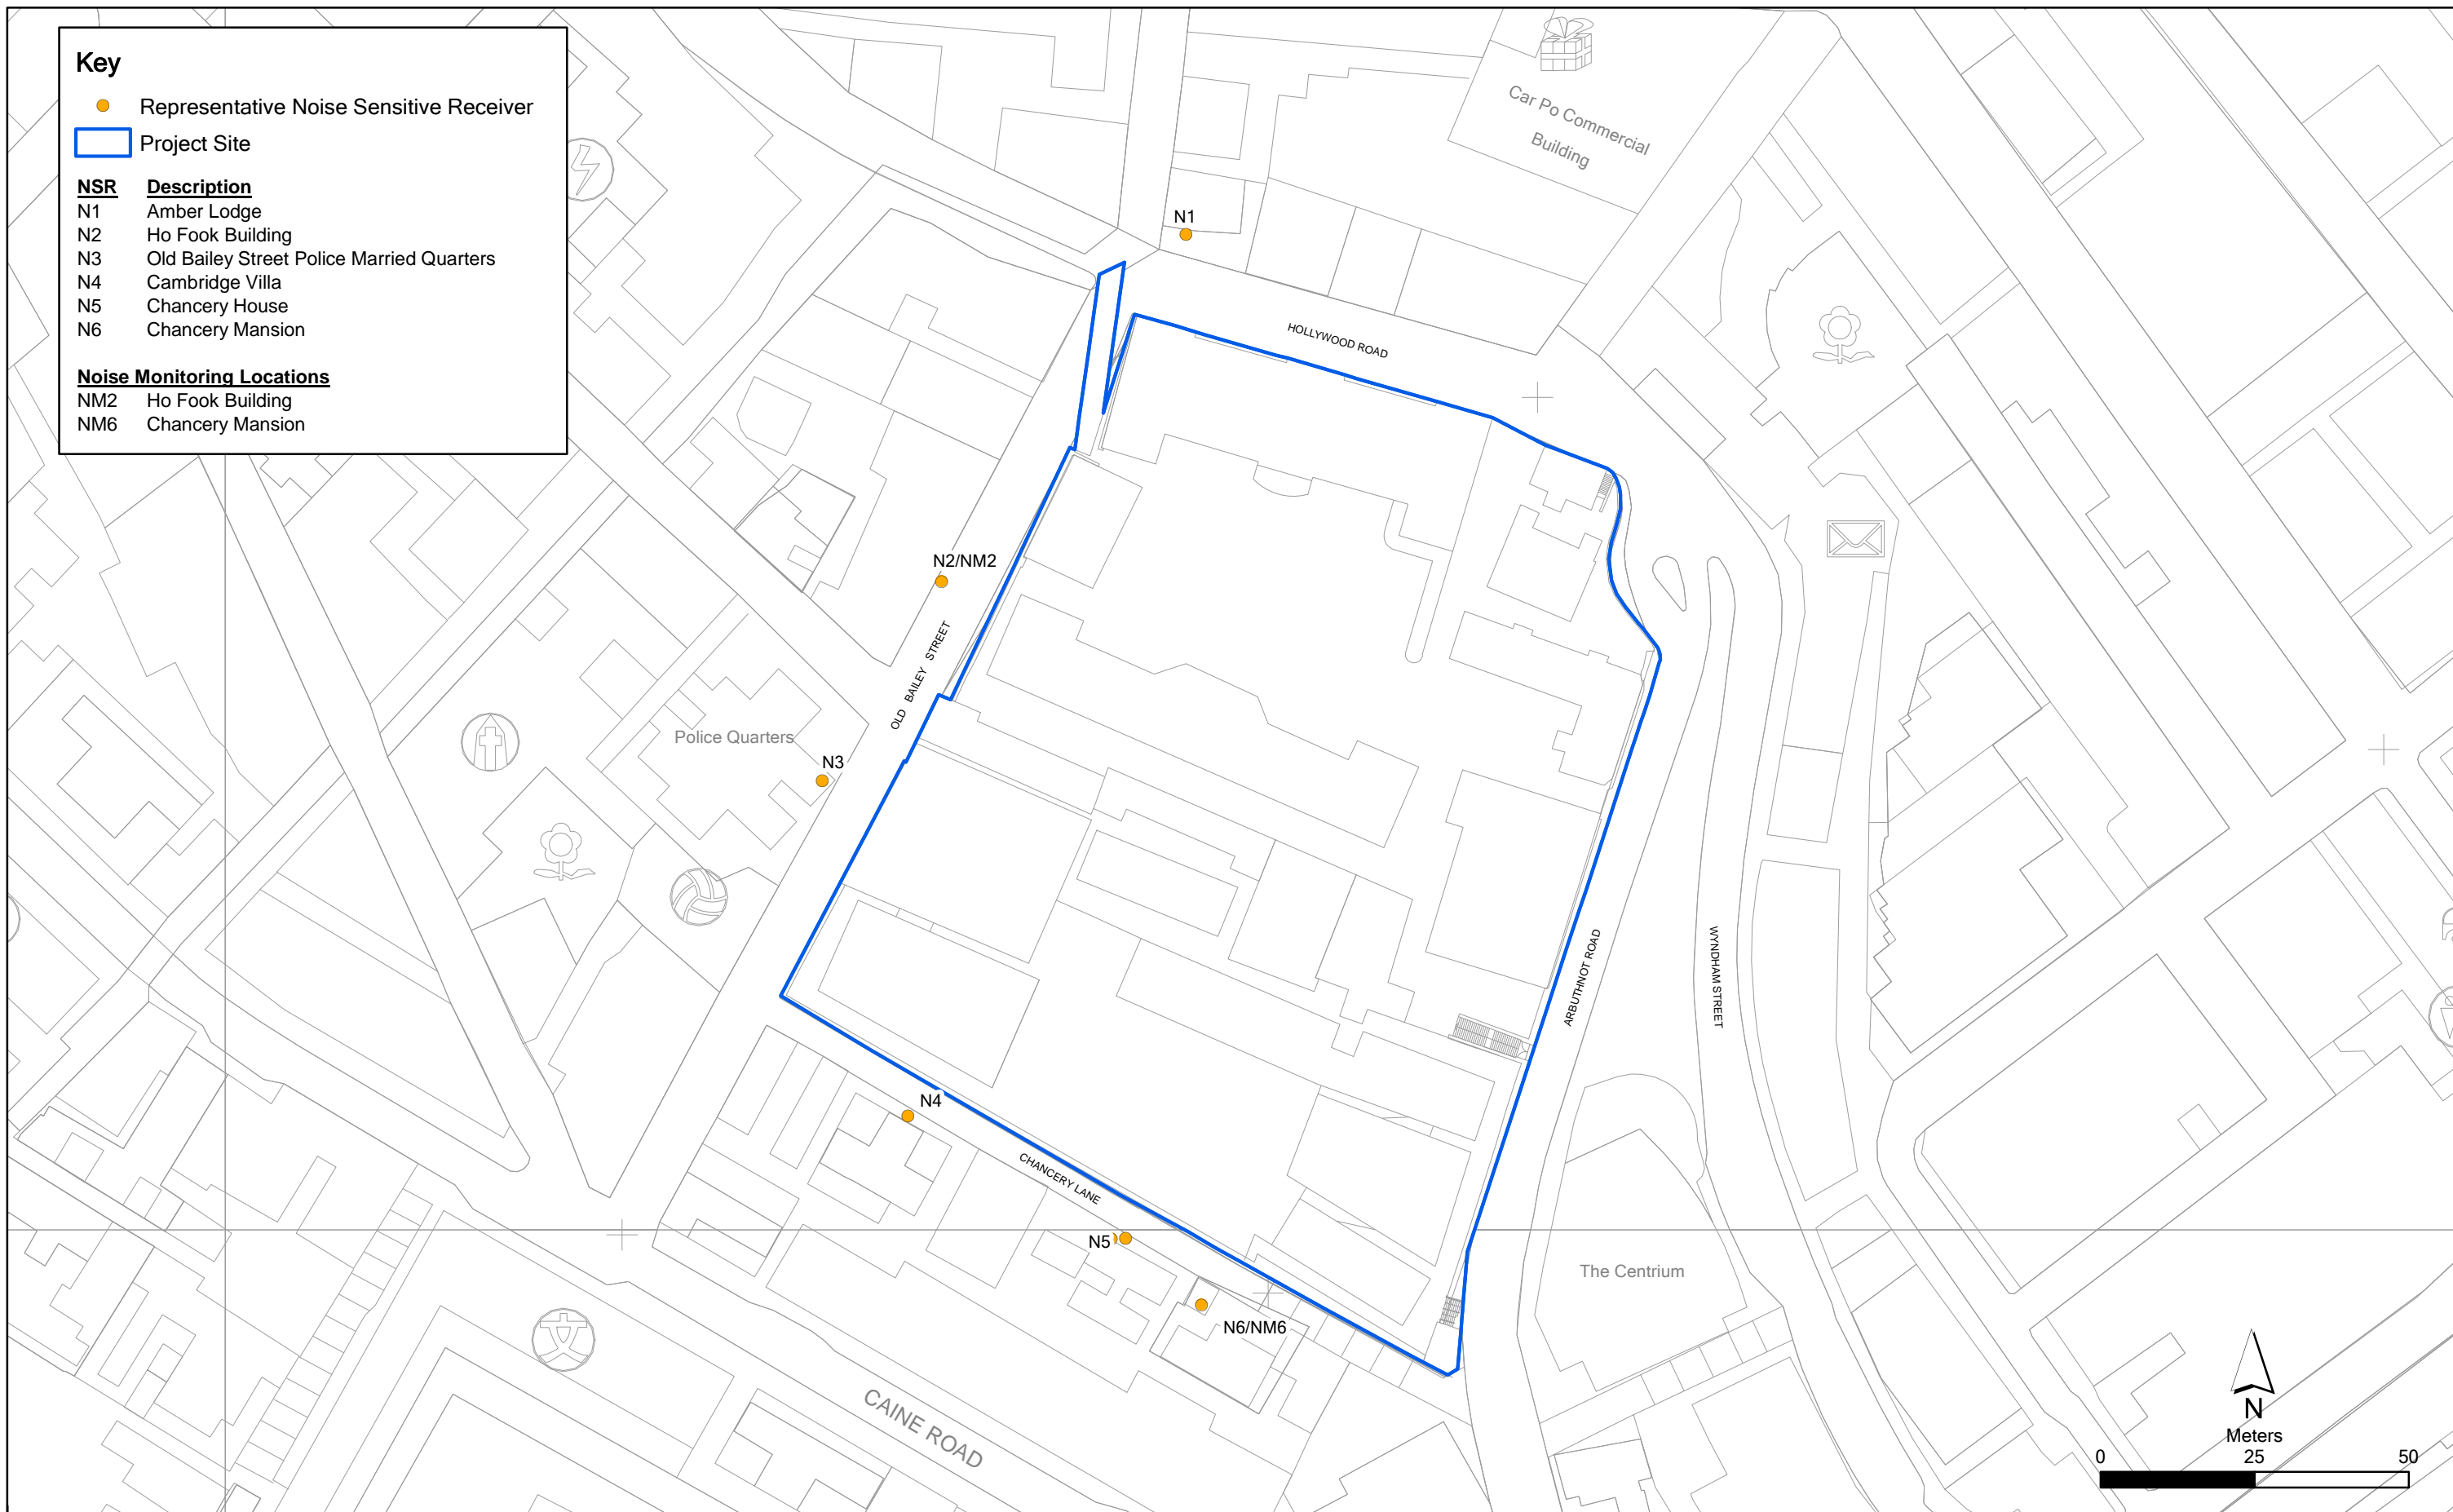 Key
Representative Noise Sensitive Receiver
Project Site
NSR Description
N1 Amber Lodge
N2 Ho Fook Building
N3 Old Bailey Street Police Married Quarters
N4 Cambridge Villa
N5 Chancery House
N6 Chancery Mansion
Noise Monitoring Locations
NM2 Ho Fook Building
NM6 Chancery Mansion
Car Po Commercial
Building
N1
HOLLYWOOD ROAD
N2/NM2
OLD BAILEY STREET
Police Quarters
N3
ARBUTHNOT ROAD
WYNDHAM STREET
N4
CHANCERY LANE
N5
The Centrium
N6/NM6
CAINE ROAD
N
Meters
0 25 50